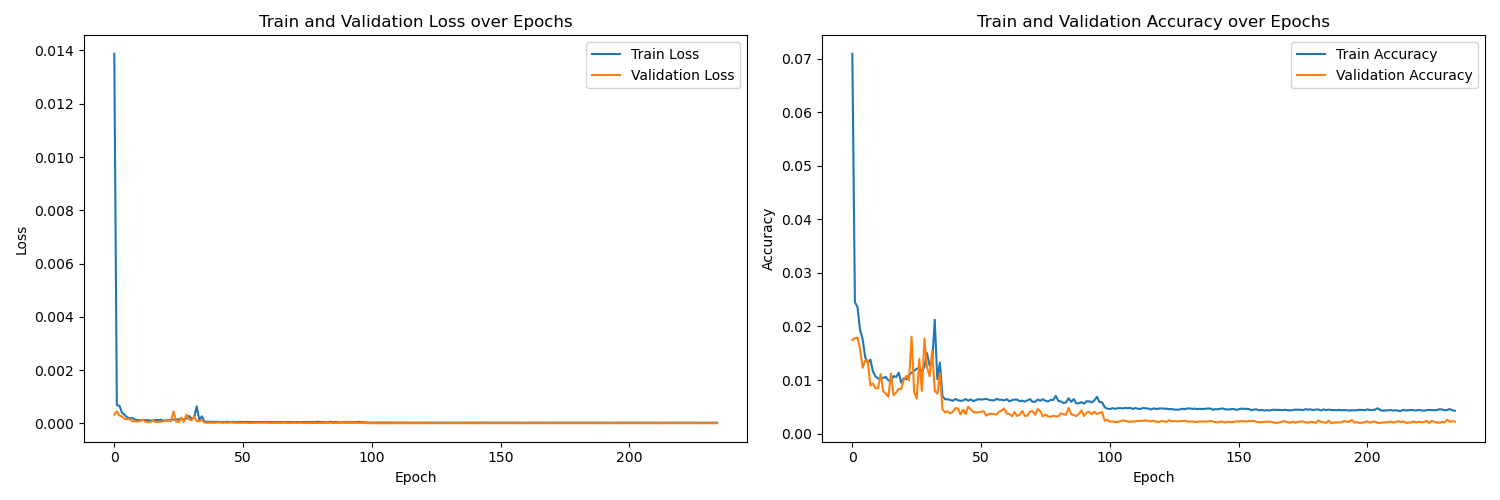 Train and Validation Loss over Epochs
Train Loss
Validation Loss
0.014
0.012
0.010
0.008
0.006
0.004
0.002
0.000
Loss
0
50
100
150
200
Epoch
Train and Validation Accuracy over Epochs
Train Accuracy
Validation Accuracy
0.07
0.06
0.05
0.04
0.03
0.02
0.01
0.00
Accuracy
0
50
100
150
200
Epoch